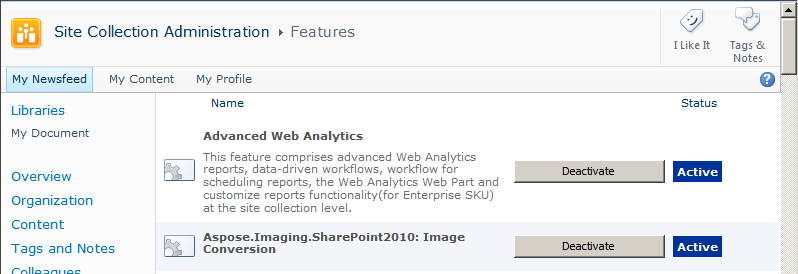 Site Collection Administration ▸ Features
I Like It
Tags &
Notes
My Newsfeed
My Content
My Profile
?
Libraries
My Document
Overview
Organization
Content
Tags and Notes
Colleagues
Name
Status
Advanced Web Analytics
This feature comprises advanced Web Analytics
reports, data-driven workflows, workflow for
scheduling reports, the Web Analytics Web Part and
customize reports functionality(for Enterprise SKU)
at the site collection level.
Deactivate
Active
Aspose.Imaging.SharePoint2010: Image
Conversion
Deactivate
Active